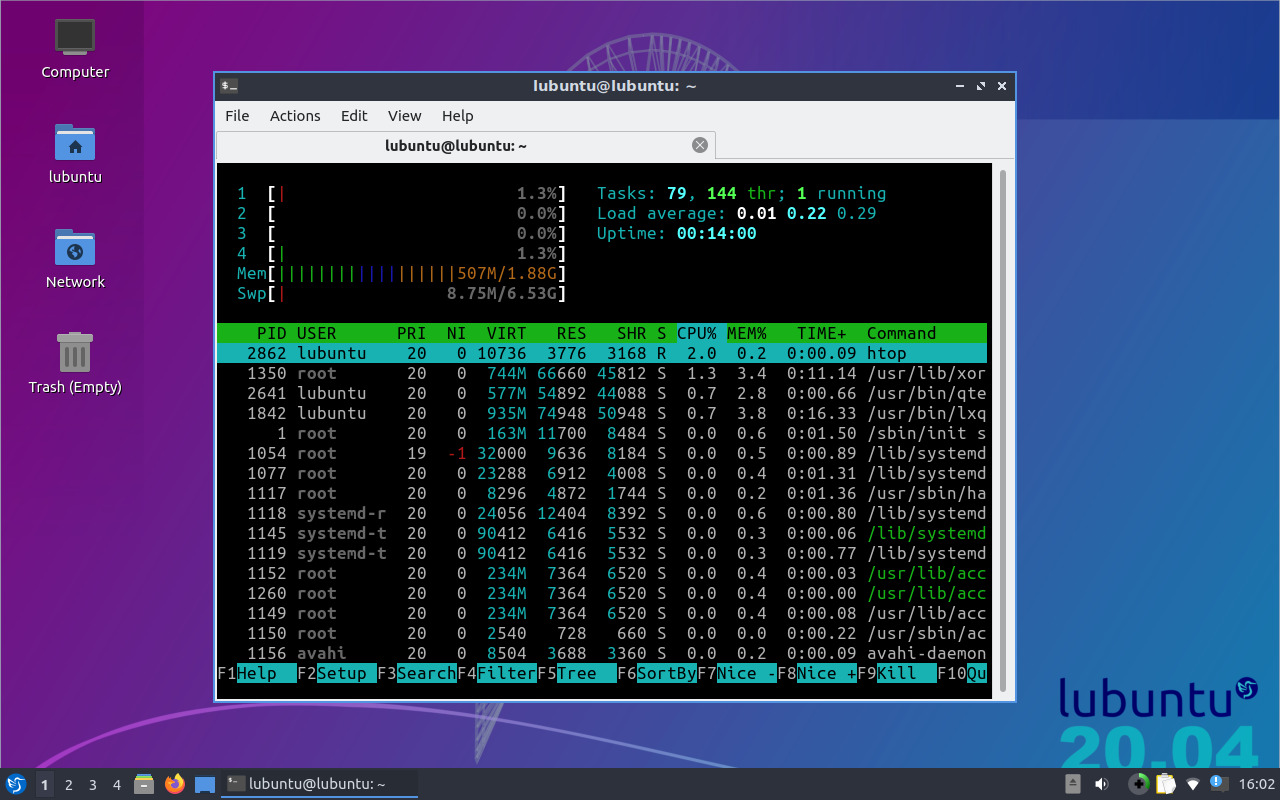 Computer
lubuntu
Network
Trash (Empty)
lubuntu@lubuntu: ~
File Actions Edit View Help
lubuntu@lubuntu: ~
1 [| 1.3%] Tasks: 79, 144 thr; 1 running
2 [ 0.0%] Load average: 0.01 0.22 0.29
3 [ 0.0%] Uptime: 00:14:00
4 [| 1.3%]
Mem[||||||||||||||||||507M/1.88G]
Swp[| 8.75M/6.53G]
PID USER PRI NI VIRT RES SHR S CPU% MEM% TIME+ Command
2862 lubuntu 20 0 10736 3776 3168 R 2.0 0.2 0:00.09 htop
1350 root 20 0 744M 66660 45812 S 1.3 3.4 0:11.14 /usr/lib/xor
2641 lubuntu 20 0 577M 54892 44088 S 0.7 2.8 0:00.66 /usr/bin/qte
1842 lubuntu 20 0 935M 74948 50948 S 0.7 3.8 0:16.33 /usr/bin/lxq
1 root 20 0 163M 11700 8484 S 0.0 0.6 0:01.50 /sbin/init s
1054 root 19 -1 32000 9636 8184 S 0.0 0.5 0:00.89 /lib/systemd
1077 root 20 0 23288 6912 4008 S 0.0 0.4 0:01.31 /lib/systemd
1117 root 20 0 8296 4872 1744 S 0.0 0.2 0:01.36 /usr/sbin/ha
1118 systemd-r 20 0 24056 12404 8392 S 0.0 0.6 0:00.80 /lib/systemd
1145 systemd-t 20 0 90412 6416 5532 S 0.0 0.3 0:00.06 /lib/systemd
1119 systemd-t 20 0 90412 6416 5532 S 0.0 0.3 0:00.77 /lib/systemd
1152 root 20 0 234M 7364 6520 S 0.0 0.4 0:00.03 /usr/lib/acc
1260 root 20 0 234M 7364 6520 S 0.0 0.4 0:00.00 /usr/lib/acc
1149 root 20 0 234M 7364 6520 S 0.0 0.4 0:00.08 /usr/lib/acc
1150 root 20 0 2540 728 660 S 0.0 0.0 0:00.22 /usr/sbin/ac
1156 avahi 20 0 8504 3688 3360 S 0.0 0.2 0:00.09 avahi-daemon
F1Help F2Setup F3SearchF4FilterF5Tree F6SortByF7Nice -F8Nice +F9Kill F10Qu
lubuntu
20.04
1 2 3 4 lubuntu@lubuntu: ~ 16:02